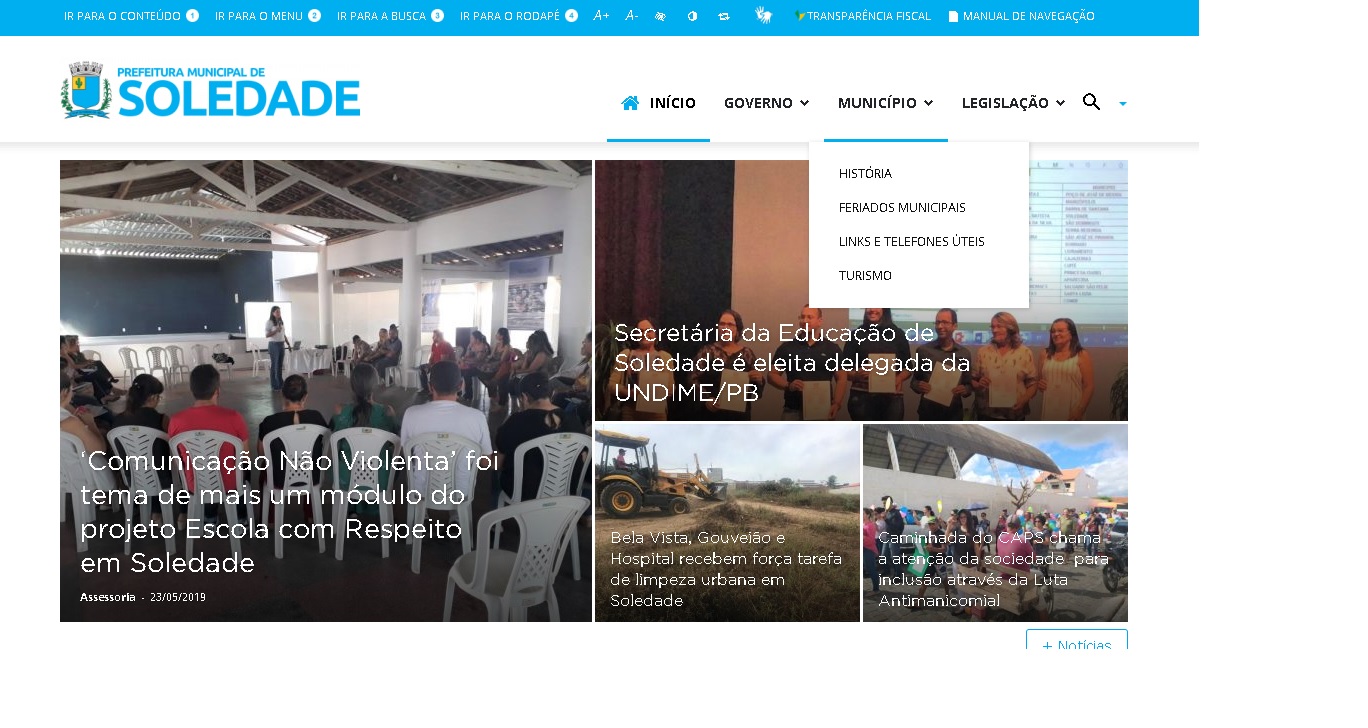 IR PARA O CONTEÚDO 1 IR PARA O MENU 2 IR PARA A BUSCA 3 IR PARA O RODAPÉ 4 A+ A- TRANSPARÊNCIA FISCAL MANUAL DE NAVEGAÇÃO
PREFEITURA MUNICIPAL DE
SOLEDADE
INÍCIO GOVERNO MUNICÍPIO LEGISLAÇÃO
HISTÓRIA
FERIADOS MUNICIPAIS
LINKS E TELEFONES ÚTEIS
TURISMO
Secretária da Educação de
Soledade é eleita delegada da
UNDIME/PB
‘Comunicação Não Violenta’ foi
tema de mais um módulo do
projeto Escola com Respeito
em Soledade
Assessoria - 23/05/2019
Bela Vista, Gouveião e
Hospital recebem força tarefa
de limpeza urbana em
Soledade
Caminhada do CAPS chama
a atenção da sociedade para
inclusão através da Luta
Antimanicomial
+ Notícias